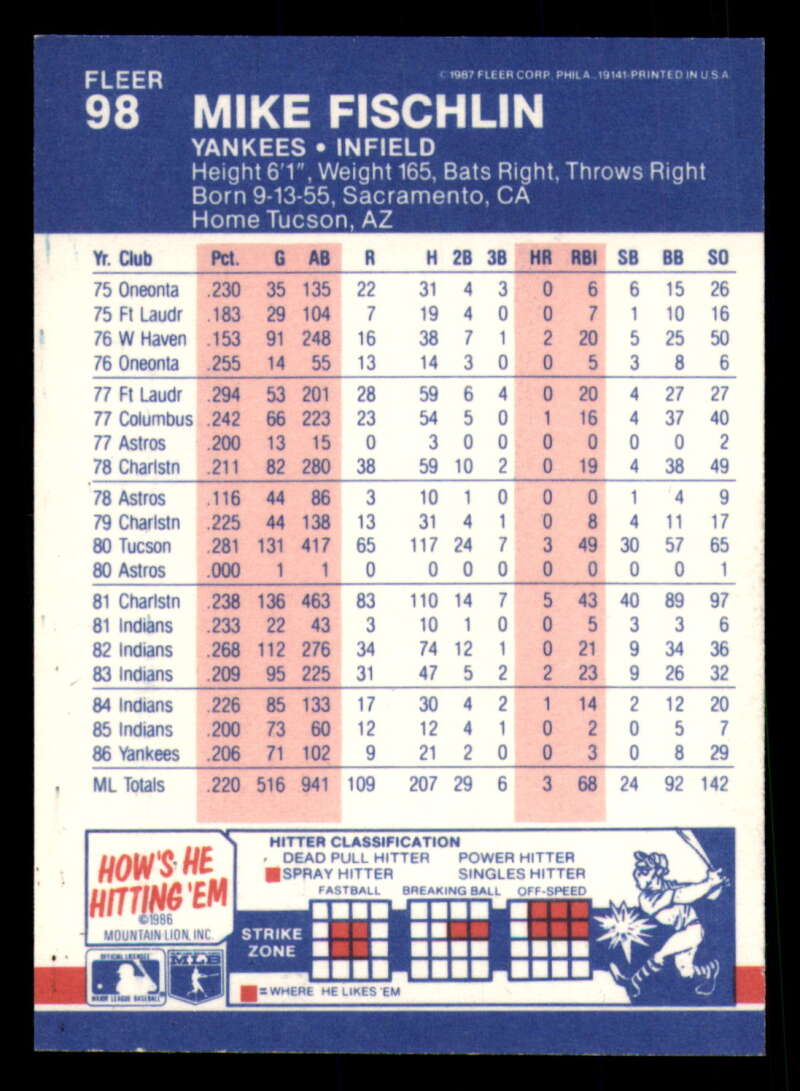 FLEER
98
© 1987 FLEER CORP. PHILA., 19141-PRINTED IN U.S.A.
MIKE FISCHLIN
YANKEES • INFIELD
Height 6'1", Weight 165, Bats Right, Throws Right
Born 9-13-55, Sacramento, CA
Home Tucson, AZ
Yr. Club Pct. G AB R H 2B 3B HR RBI SB BB SO
75 Oneonta .230 35 135 22 31 4 3 0 6 6 15 26
75 Ft Laudr .183 29 104 7 19 4 0 0 7 1 10 16
76 W Haven .153 91 248 16 38 7 1 2 20 5 25 50
76 Oneonta .255 14 55 13 14 3 0 0 5 3 8 6
77 Ft Laudr .294 53 201 28 59 6 4 0 20 4 27 27
77 Columbus .242 66 223 23 54 5 0 1 16 4 37 40
77 Astros .200 13 15 0 3 0 0 0 0 0 0 2
78 Charlstn .211 82 280 38 59 10 2 0 19 4 38 49
78 Astros .116 44 86 3 10 1 0 0 0 1 4 9
79 Charlstn .225 44 138 13 31 4 1 0 8 4 11 17
80 Tucson .281 131 417 65 117 24 7 3 49 30 57 65
80 Astros .000 1 1 0 0 0 0 0 0 0 0 1
81 Charlstn .238 136 463 83 110 14 7 5 43 40 89 97
81 Indians .233 22 43 3 10 1 0 0 5 3 3 6
82 Indians .268 112 276 34 74 12 1 0 21 9 34 36
83 Indians .209 95 225 31 47 5 2 2 23 9 26 32
84 Indians .226 85 133 17 30 4 2 1 14 2 12 20
85 Indians .200 73 60 12 12 4 1 0 2 0 5 7
86 Yankees .206 71 102 9 21 2 0 0 3 0 8 29
ML Totals .220 516 941 109 207 29 6 3 68 24 92 142
HOW'S HE
HITTING 'EM
©1986
MOUNTAIN LION, INC.
HITTER CLASSIFICATION
DEAD PULL HITTER POWER HITTER
SPRAY HITTER SINGLES HITTER
FASTBALL BREAKING BALL OFF-SPEED
STRIKE
ZONE
= WHERE HE LIKES 'EM
OFFICIAL LICENSEE
MAJOR LEAGUE BASEBALL
MLB